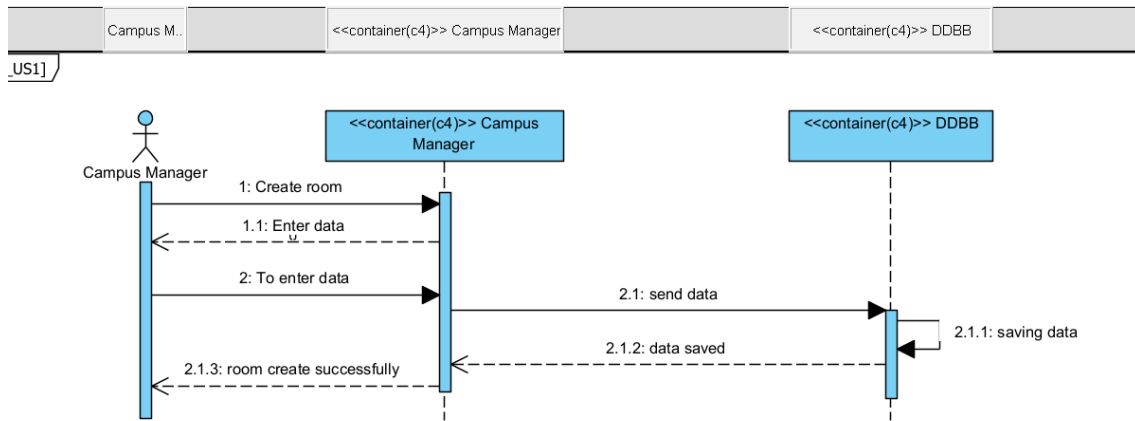 Campus M..
<<container(c4)>> Campus Manager
<<container(c4)>> DDBB
_US1]
<<container(c4)>> Campus
Manager
<<container(c4)>> DDBB
Campus Manager
1: Create room
1.1: Enter data
2: To enter data
2.1: send data
2.1.1: saving data
2.1.2: data saved
2.1.3: room create successfully